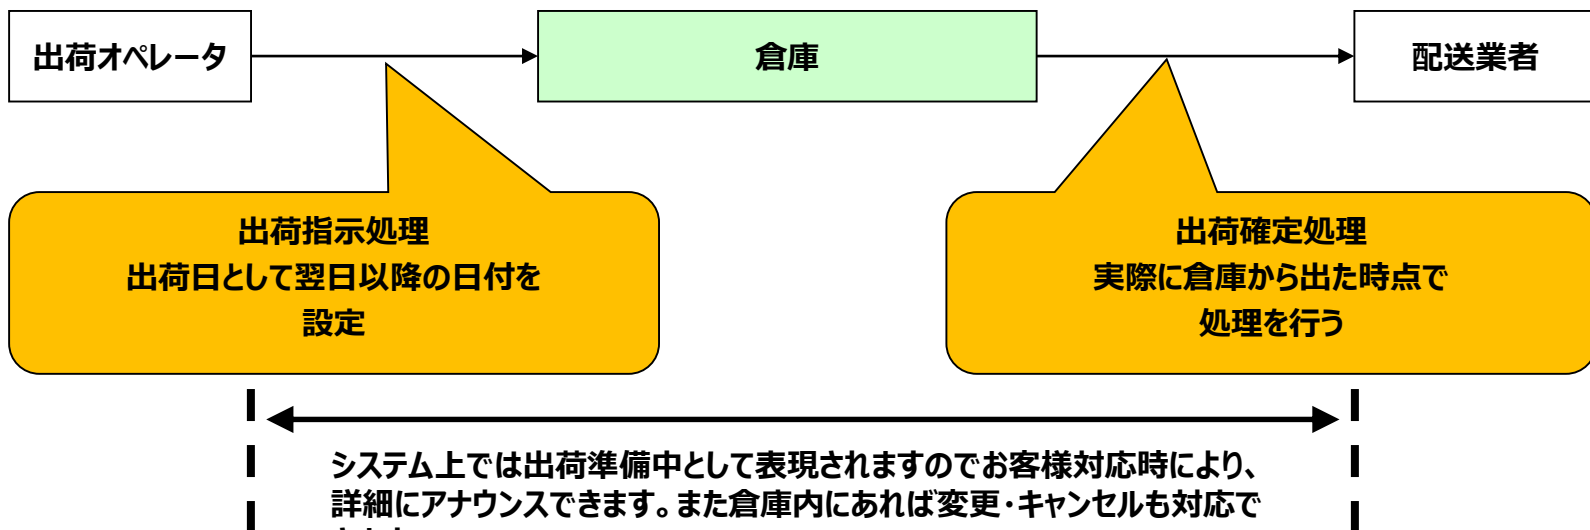 出荷オペレータ
倉庫
配送業者
出荷指示処理
出荷日として翌日以降の日付を
設定
出荷確定処理
実際に倉庫から出た時点で
処理を行う
システム上では出荷準備中として表現されますのでお客様対応時により、
詳細にアナウンスできます。また倉庫内にあれば変更・キャンセルも対応で